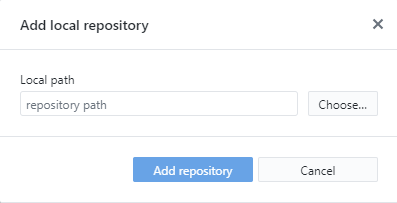 Add local repository
Local path
repository path
Choose...
Add repository
Cancel